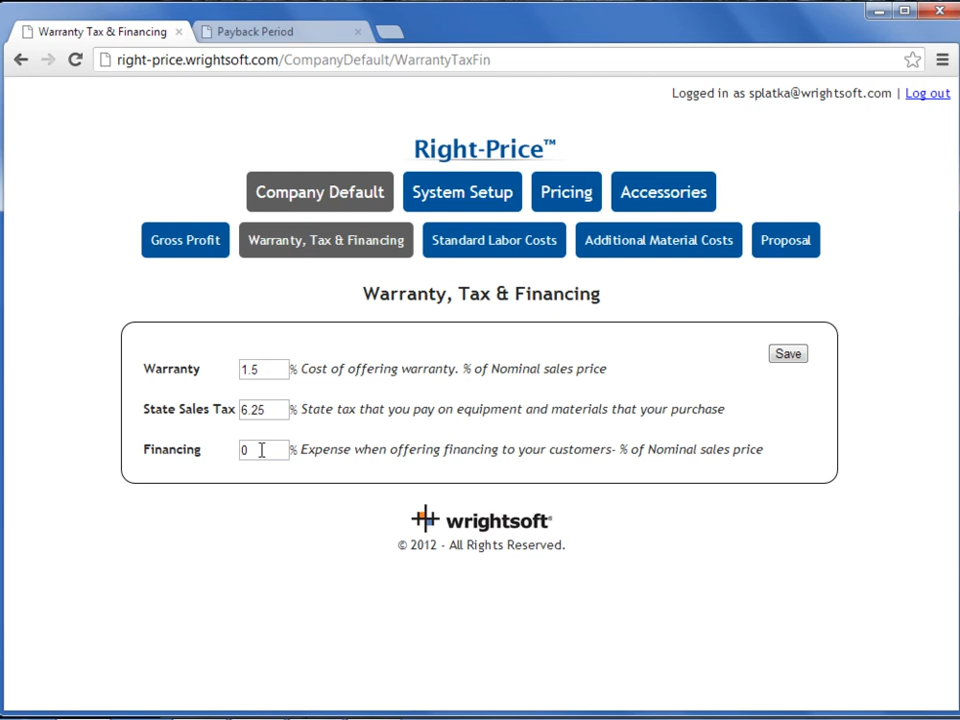 Warranty Tax & Financing
Payback Period
right-price.wrightsoft.com/CompanyDefault/WarrantyTaxFin
Logged in as splatka@wrightsoft.com | Log out
Right-Price™
Company Default System Setup Pricing Accessories
Gross Profit Warranty, Tax & Financing Standard Labor Costs Additional Material Costs Proposal
Warranty, Tax & Financing
Save
Warranty 1.5 % Cost of offering warranty. % of Nominal sales price
State Sales Tax 6.25 % State tax that you pay on equipment and materials that your purchase
Financing 0 % Expense when offering financing to your customers- % of Nominal sales price
wrightsoft®
© 2012 - All Rights Reserved.